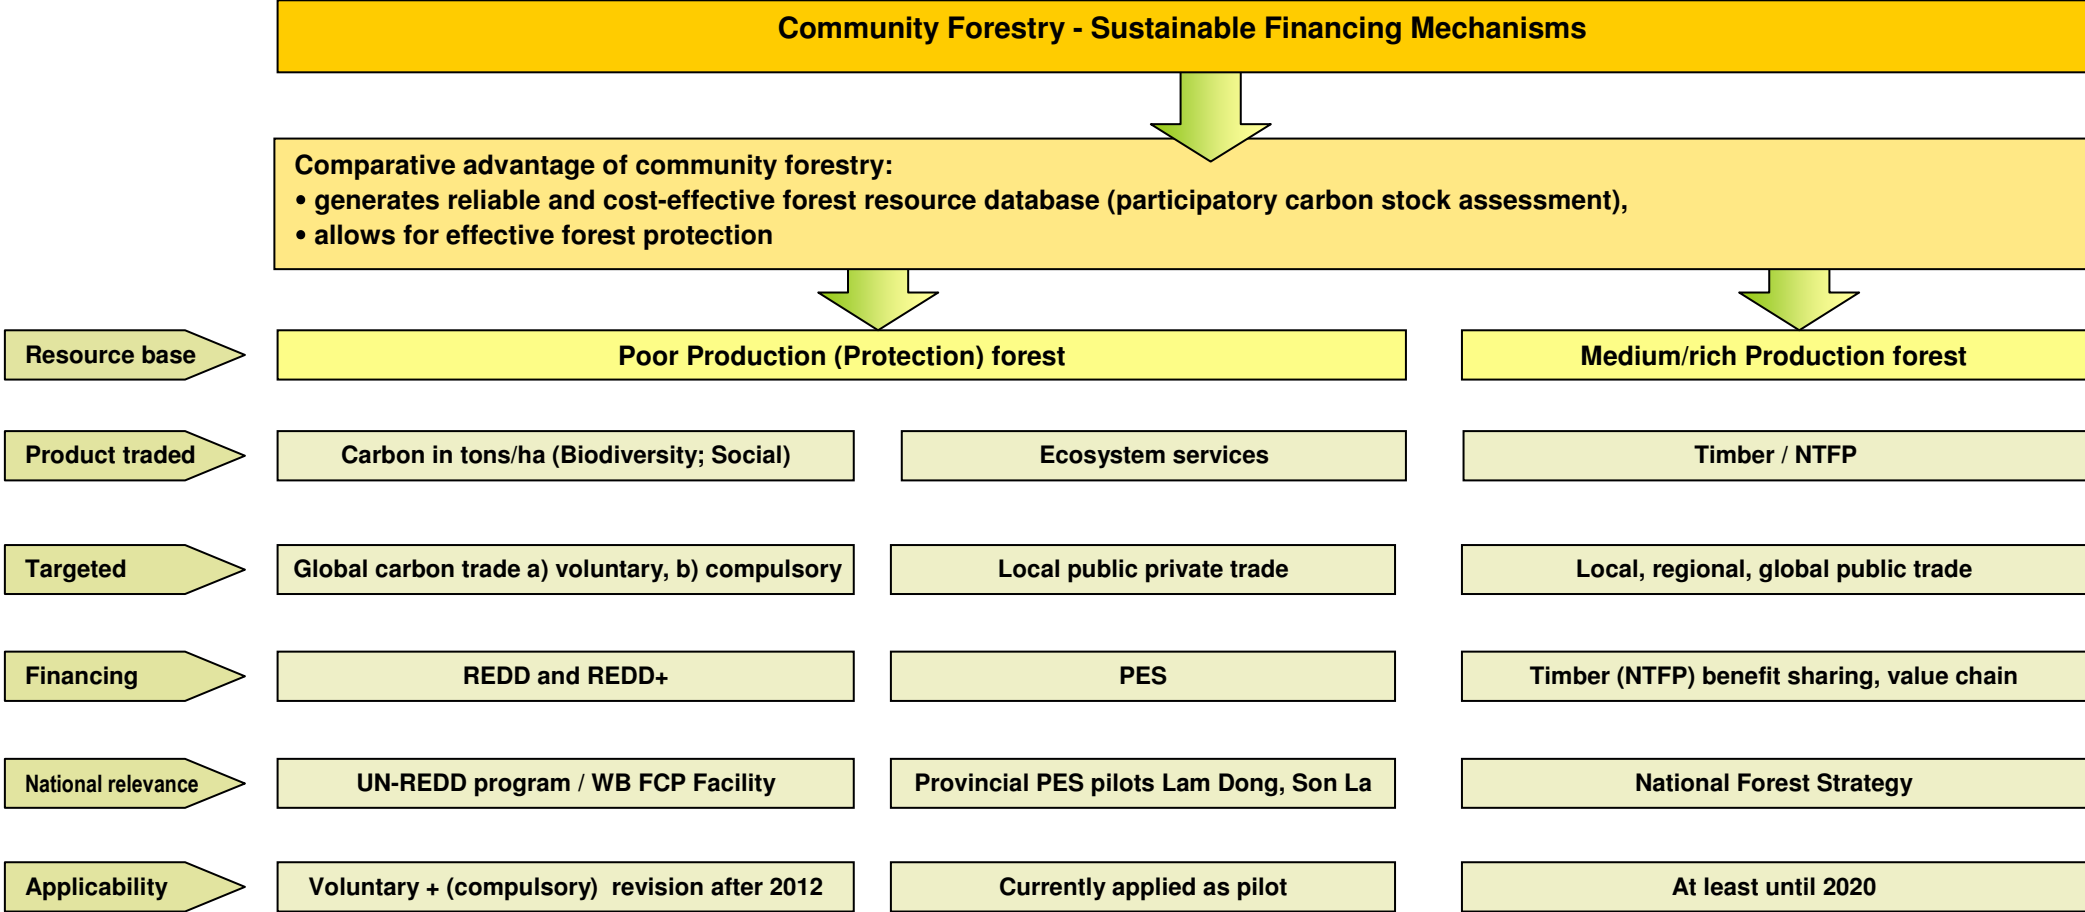 Community Forestry - Sustainable Financing Mechanisms
Comparative advantage of community forestry:
• generates reliable and cost-effective forest resource database (participatory carbon stock assessment),
• allows for effective forest protection
Resource base
Poor Production (Protection) forest
Medium/rich Production forest
Product traded
Carbon in tons/ha (Biodiversity; Social)
Ecosystem services
Timber / NTFP
Targeted
Global carbon trade a) voluntary, b) compulsory
Local public private trade
Local, regional, global public trade
Financing
REDD and REDD+
PES
Timber (NTFP) benefit sharing, value chain
National relevance
UN-REDD program / WB FCP Facility
Provincial PES pilots Lam Dong, Son La
National Forest Strategy
Applicability
Voluntary + (compulsory) revision after 2012
Currently applied as pilot
At least until 2020